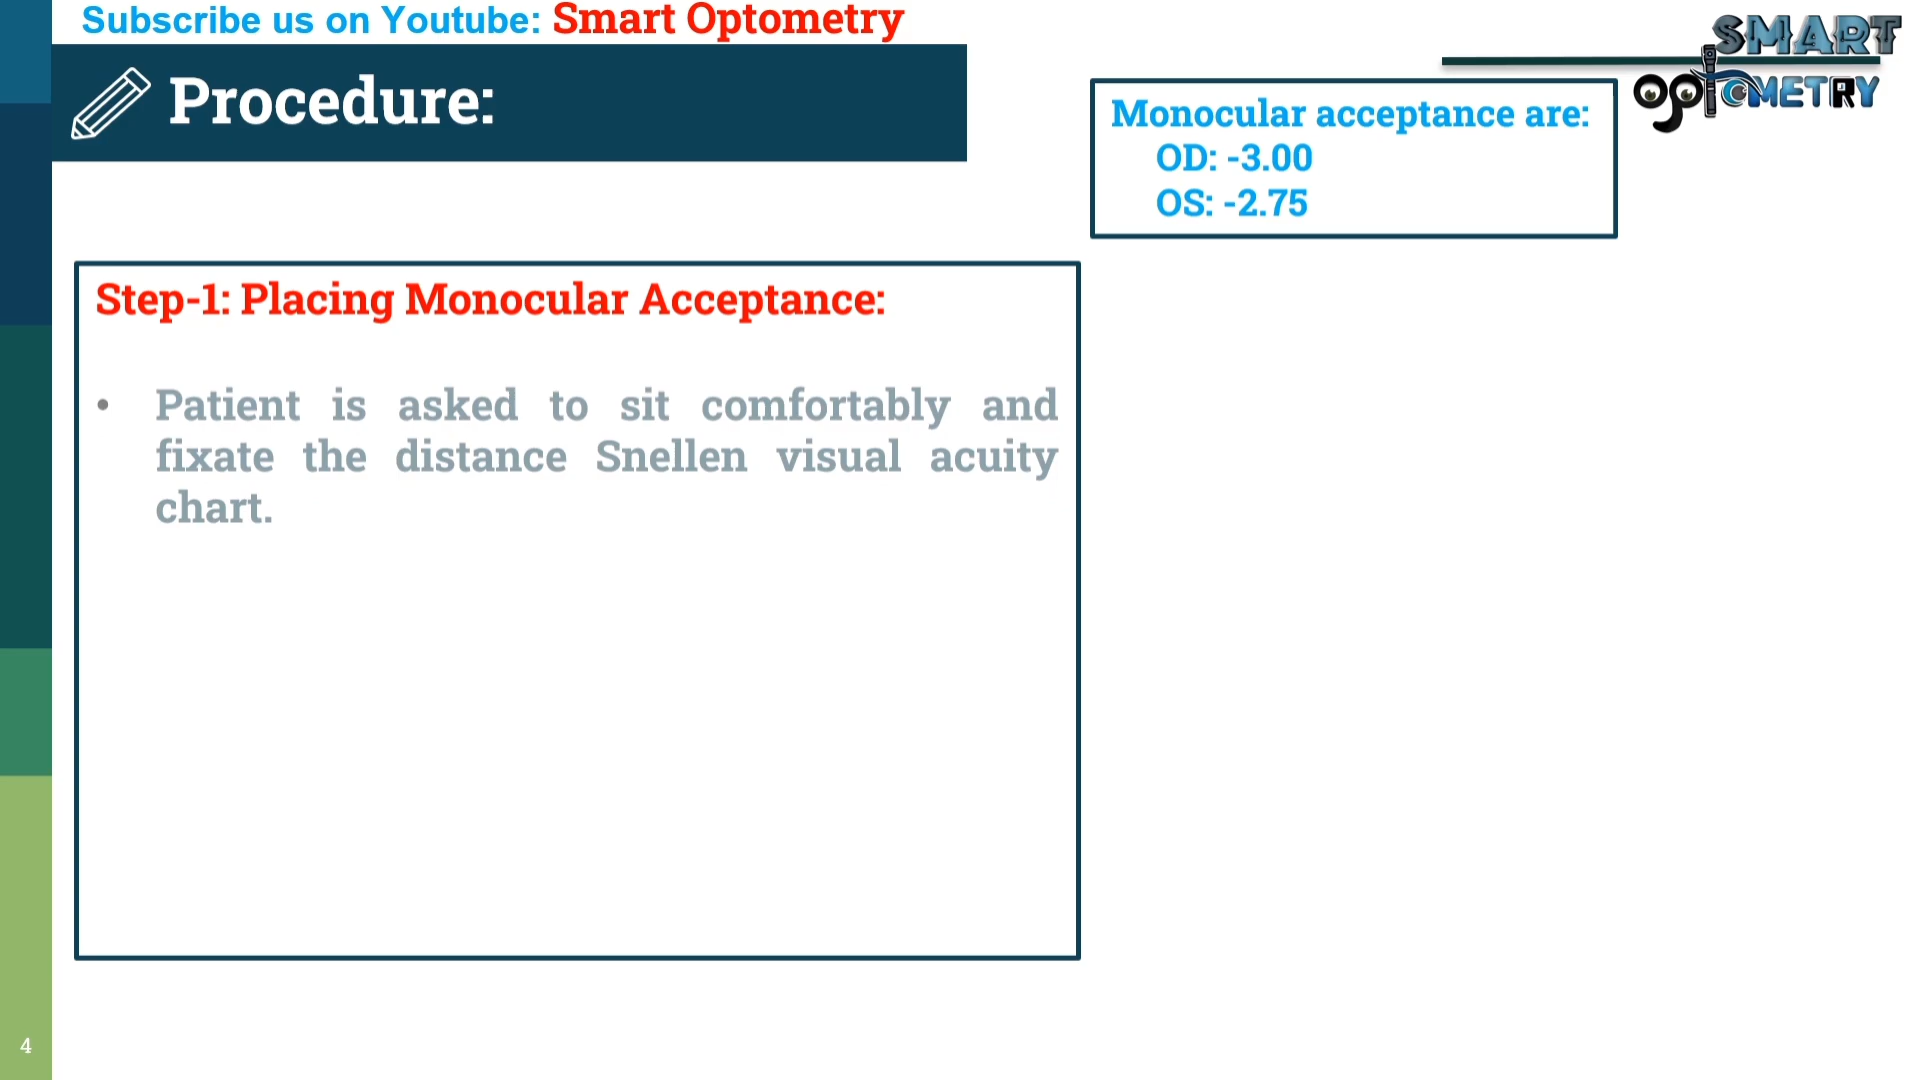 Subscribe us on Youtube: Smart Optometry
SMART
OptOMETRY
Procedure:
Monocular acceptance are:
OD: -3.00
OS: -2.75
Step-1: Placing Monocular Acceptance:
• Patient is asked to sit comfortably and
fixate the distance Snellen visual acuity
chart.
4